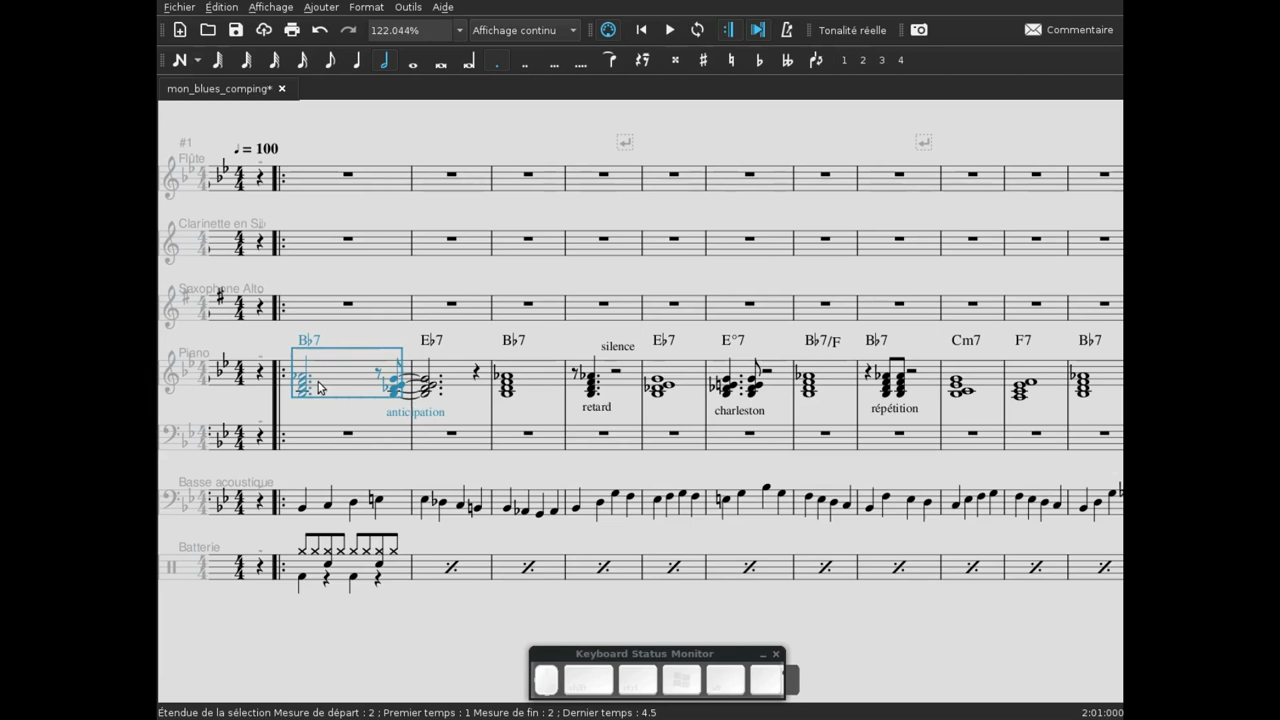 Fichier Édition Affichage Ajouter Format Outils Aide
122.044% Affichage continu Tonalité réelle Commentaire
1 2 3 4
mon_blues_comping*
#1
= 100
Flûte
Clarinette en Si♭
Saxophone Alto
B♭7 E♭7 B♭7 silence E♭7 E°7 B♭7/F B♭7 Cm7 F7 B♭7
Piano
anticipation retard charleston répétition
Basse acoustique
Batterie
Keyboard Status Monitor
Étendue de la sélection Mesure de départ : 2 ; Premier temps : 1 Mesure de fin : 2 ; Dernier temps : 4.5 2:01:000